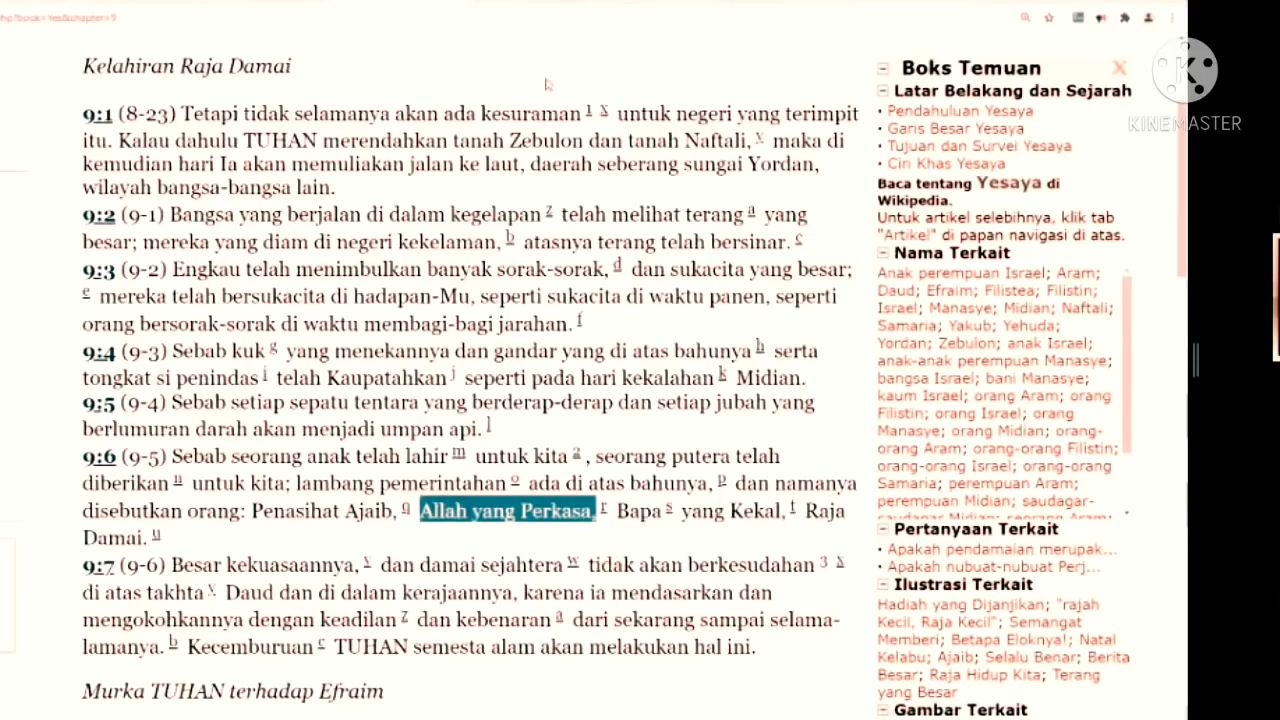 hp?book=Yes&chapter=9
Kelahiran Raja Damai
9:1 (8-23) Tetapi tidak selamanya akan ada kesuraman 1 x untuk negeri yang terimpit
itu. Kalau dahulu TUHAN merendahkan tanah Zebulon dan tanah Naftali, y maka di
kemudian hari Ia akan memuliakan jalan ke laut, daerah seberang sungai Yordan,
wilayah bangsa-bangsa lain.
9:2 (9-1) Bangsa yang berjalan di dalam kegelapan z telah melihat terang a yang
besar; mereka yang diam di negeri kekelaman, b atasnya terang telah bersinar. c
9:3 (9-2) Engkau telah menimbulkan banyak sorak-sorak, d dan sukacita yang besar;
e mereka telah bersukacita di hadapan-Mu, seperti sukacita di waktu panen, seperti
orang bersorak-sorak di waktu membagi-bagi jarahan. f
9:4 (9-3) Sebab kuk g yang menekannya dan gandar yang di atas bahunya h serta
tongkat si penindas i telah Kaupatahkan j seperti pada hari kekalahan k Midian.
9:5 (9-4) Sebab setiap sepatu tentara yang berderap-derap dan setiap jubah yang
berlumuran darah akan menjadi umpan api. l
9:6 (9-5) Sebab seorang anak telah lahir m untuk kita 2 , seorang putera telah
diberikan n untuk kita; lambang pemerintahan o ada di atas bahunya, p dan namanya
disebutkan orang: Penasihat Ajaib, q Allah yang Perkasa, r Bapa s yang Kekal, t Raja
Damai. u
9:7 (9-6) Besar kekuasaannya, v dan damai sejahtera w tidak akan berkesudahan 3 x
di atas takhta y Daud dan di dalam kerajaannya, karena ia mendasarkan dan
mengokohkannya dengan keadilan z dan kebenaran a dari sekarang sampai selama-
lamanya. b Kecemburuan c TUHAN semesta alam akan melakukan hal ini.
Murka TUHAN terhadap Efraim
Boks Temuan X
Latar Belakang dan Sejarah
• Pendahuluan Yesaya
• Garis Besar Yesaya
• Tujuan dan Survei Yesaya
• Ciri Khas Yesaya
Baca tentang Yesaya di
Wikipedia.
Untuk artikel selebihnya, klik tab
"Artikel" di papan navigasi di atas.
Nama Terkait
Anak perempuan Israel; Aram;
Daud; Efraim; Filistea; Filistin;
Israel; Manasye; Midian; Naftali;
Samaria; Yakub; Yehuda;
Yordan; Zebulon; anak Israel;
anak-anak perempuan Manasye;
bangsa Israel; bani Manasye;
kaum Israel; orang Aram; orang
Filistin; orang Israel; orang
Manasye; orang Midian; orang-
orang Aram; orang-orang Filistin;
orang-orang Israel; orang-orang
Samaria; perempuan Aram;
perempuan Midian; saudagar-
saudagar Midian; seorang Aram;
Pertanyaan Terkait
• Apakah pendamaian merupak...
• Apakah nubuat-nubuat Perj...
Ilustrasi Terkait
Hadiah yang Dijanjikan; "rajah
Kecil, Raja Kecil"; Semangat
Memberi; Betapa Eloknya!; Natal
Kelabu; Ajaib; Selalu Benar; Berita
Besar; Raja Hidup Kita; Terang
yang Besar
Gambar Terkait
K
KINEMASTER